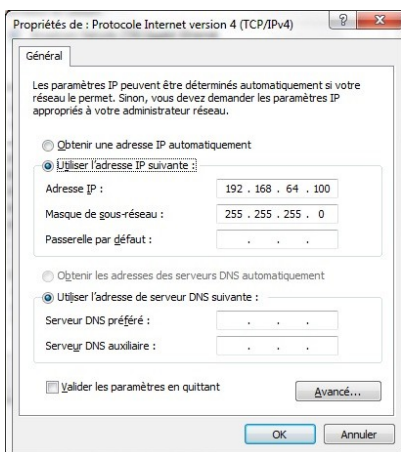 Propriétés de : Protocole Internet version 4 (TCP/IPv4)
Général
Les paramètres IP peuvent être déterminés automatiquement si votre
réseau le permet. Sinon, vous devez demander les paramètres IP
appropriés à votre administrateur réseau.
Obtenir une adresse IP automatiquement
Utiliser l'adresse IP suivante :
Adresse IP : 192 . 168 . 64 . 100
Masque de sous-réseau : 255 . 255 . 255 . 0
Passerelle par défaut : . . .
Obtenir les adresses des serveurs DNS automatiquement
Utiliser l'adresse de serveur DNS suivante :
Serveur DNS préféré : . . .
Serveur DNS auxiliaire : . . .
Valider les paramètres en quittant
Avancé...
OK Annuler